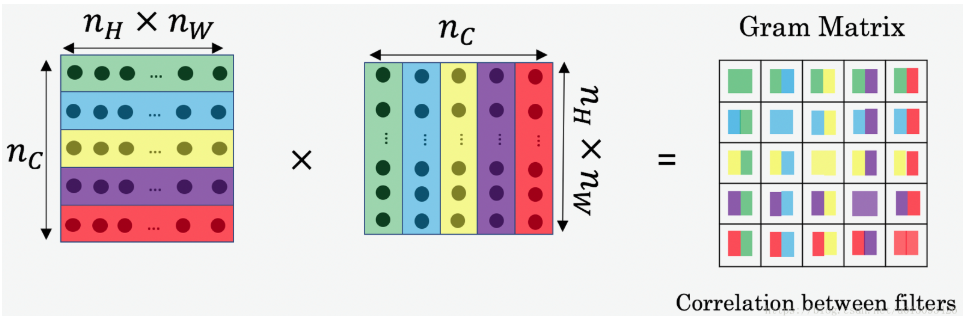 n_H × n_W
n_C
...
...
...
...
...
×
n_C
n_H × n_W
=
Gram Matrix
Correlation between filters